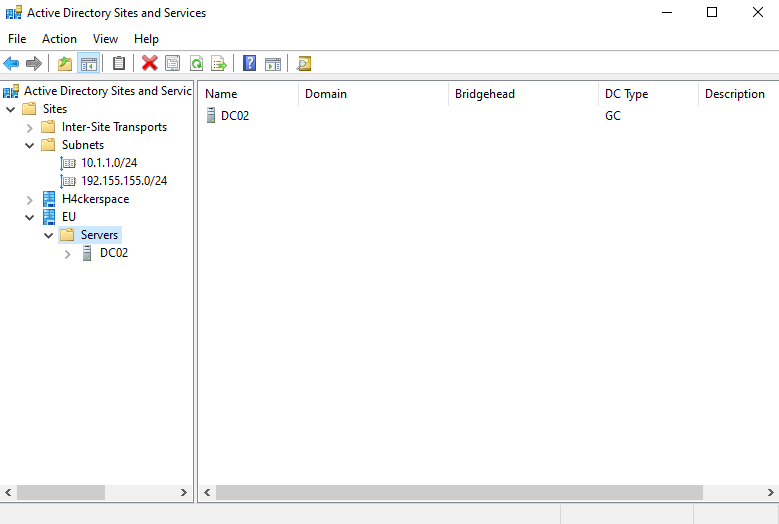 Active Directory Sites and Services
File Action View Help
Active Directory Sites and Servic
Name Domain Bridgehead DC Type Description
Sites
DC02 GC
Inter-Site Transports
Subnets
10.1.1.0/24
192.155.155.0/24
H4ckerspace
EU
Servers
DC02